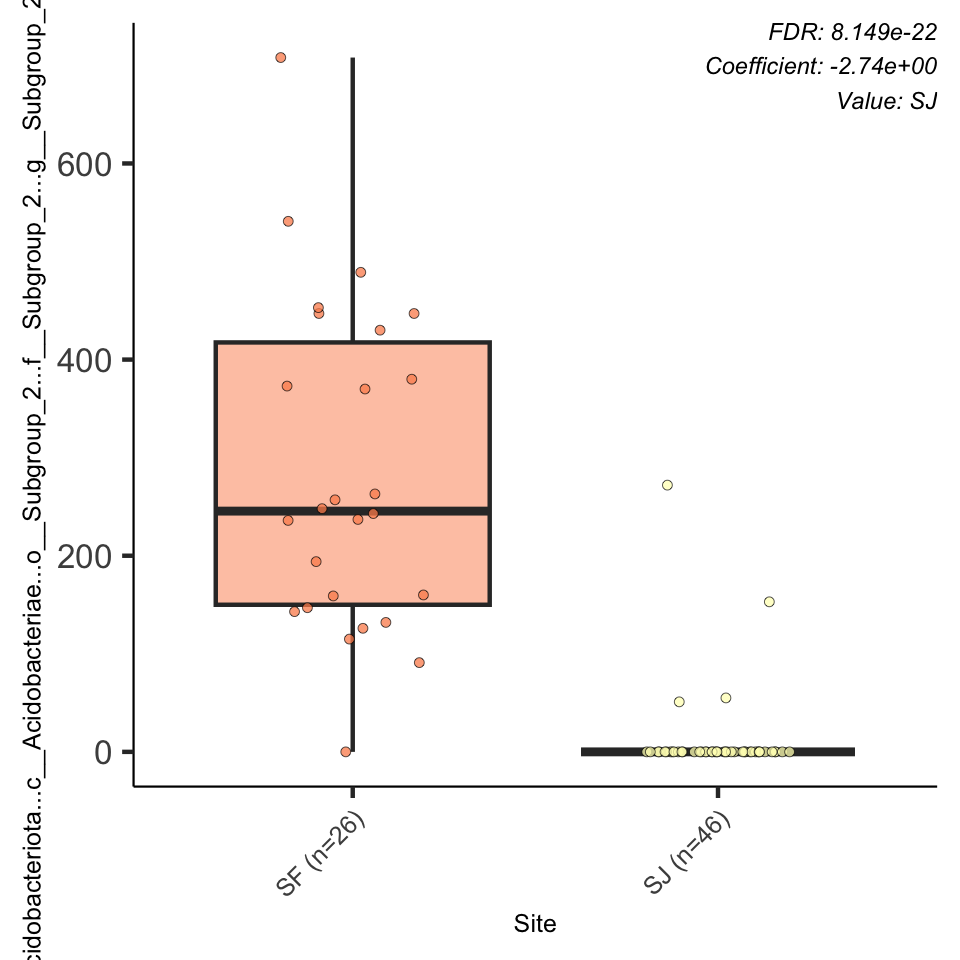 FDR: 8.149e-22
Coefficient: -2.74e+00
Value: SJ
cidobacteriota...c__Acidobacteriae...o__Subgroup_2...f__Subgroup_2...g__Subgroup_2
600
400
200
0
SF (n=26)
SJ (n=46)
Site